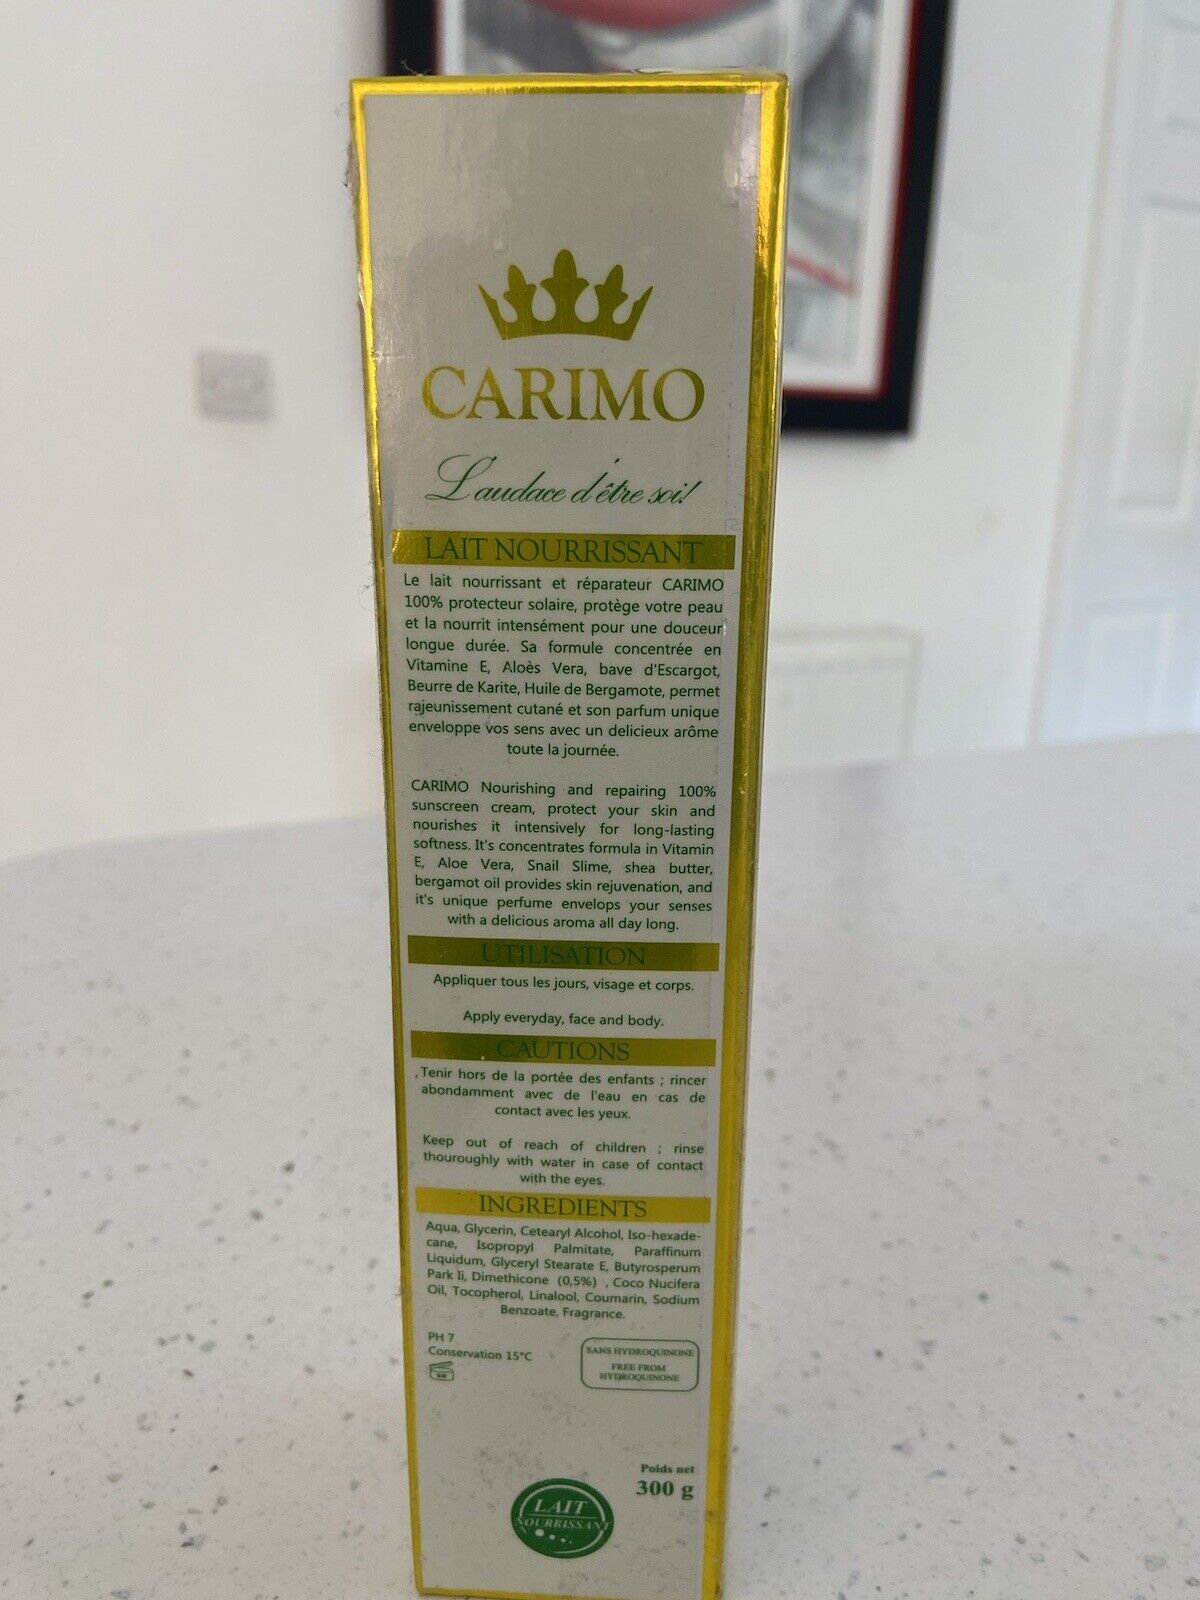 CARIMO
L'audace d'être soi!
LAIT NOURRISSANT
Le lait nourrissant et réparateur CARIMO
100% protecteur solaire, protège votre peau
et la nourrit intensément pour une douceur
longue durée. Sa formule concentrée en
Vitamine E, Aloès Vera, bave d'Escargot,
Beurre de Karite, Huile de Bergamote, permet
rajeunissement cutané et son parfum unique
enveloppe vos sens avec un delicieux arôme
toute la journée.
CARIMO Nourishing and repairing 100%
sunscreen cream, protect your skin and
nourishes it intensively for long-lasting
softness. It's concentrates formula in Vitamin
E, Aloe Vera, Snail Slime, shea butter,
bergamot oil provides skin rejuvenation, and
it's unique perfume envelops your senses
with a delicious aroma all day long.
UTILISATION
Appliquer tous les jours, visage et corps.
Apply everyday, face and body.
CAUTIONS
Tenir hors de la portée des enfants ; rincer
abondamment avec de l'eau en cas de
contact avec les yeux.
Keep out of reach of children ; rinse
thouroughly with water in case of contact
with the eyes.
INGREDIENTS
Aqua, Glycerin, Cetearyl Alcohol, Iso-hexade-
cane, Isopropyl Palmitate, Paraffinum
Liquidum, Glyceryl Stearate E, Butyrosperum
Park Ii, Dimethicone (0,5%) , Coco Nucifera
Oil, Tocopherol, Linalool, Coumarin, Sodium
Benzoate, Fragrance.
PH 7
Conservation 15°C
SANS HYDROQUINONE
FREE FROM
HYDROQUINONE
Poids net
300 g
LAIT
NOURRISSANT